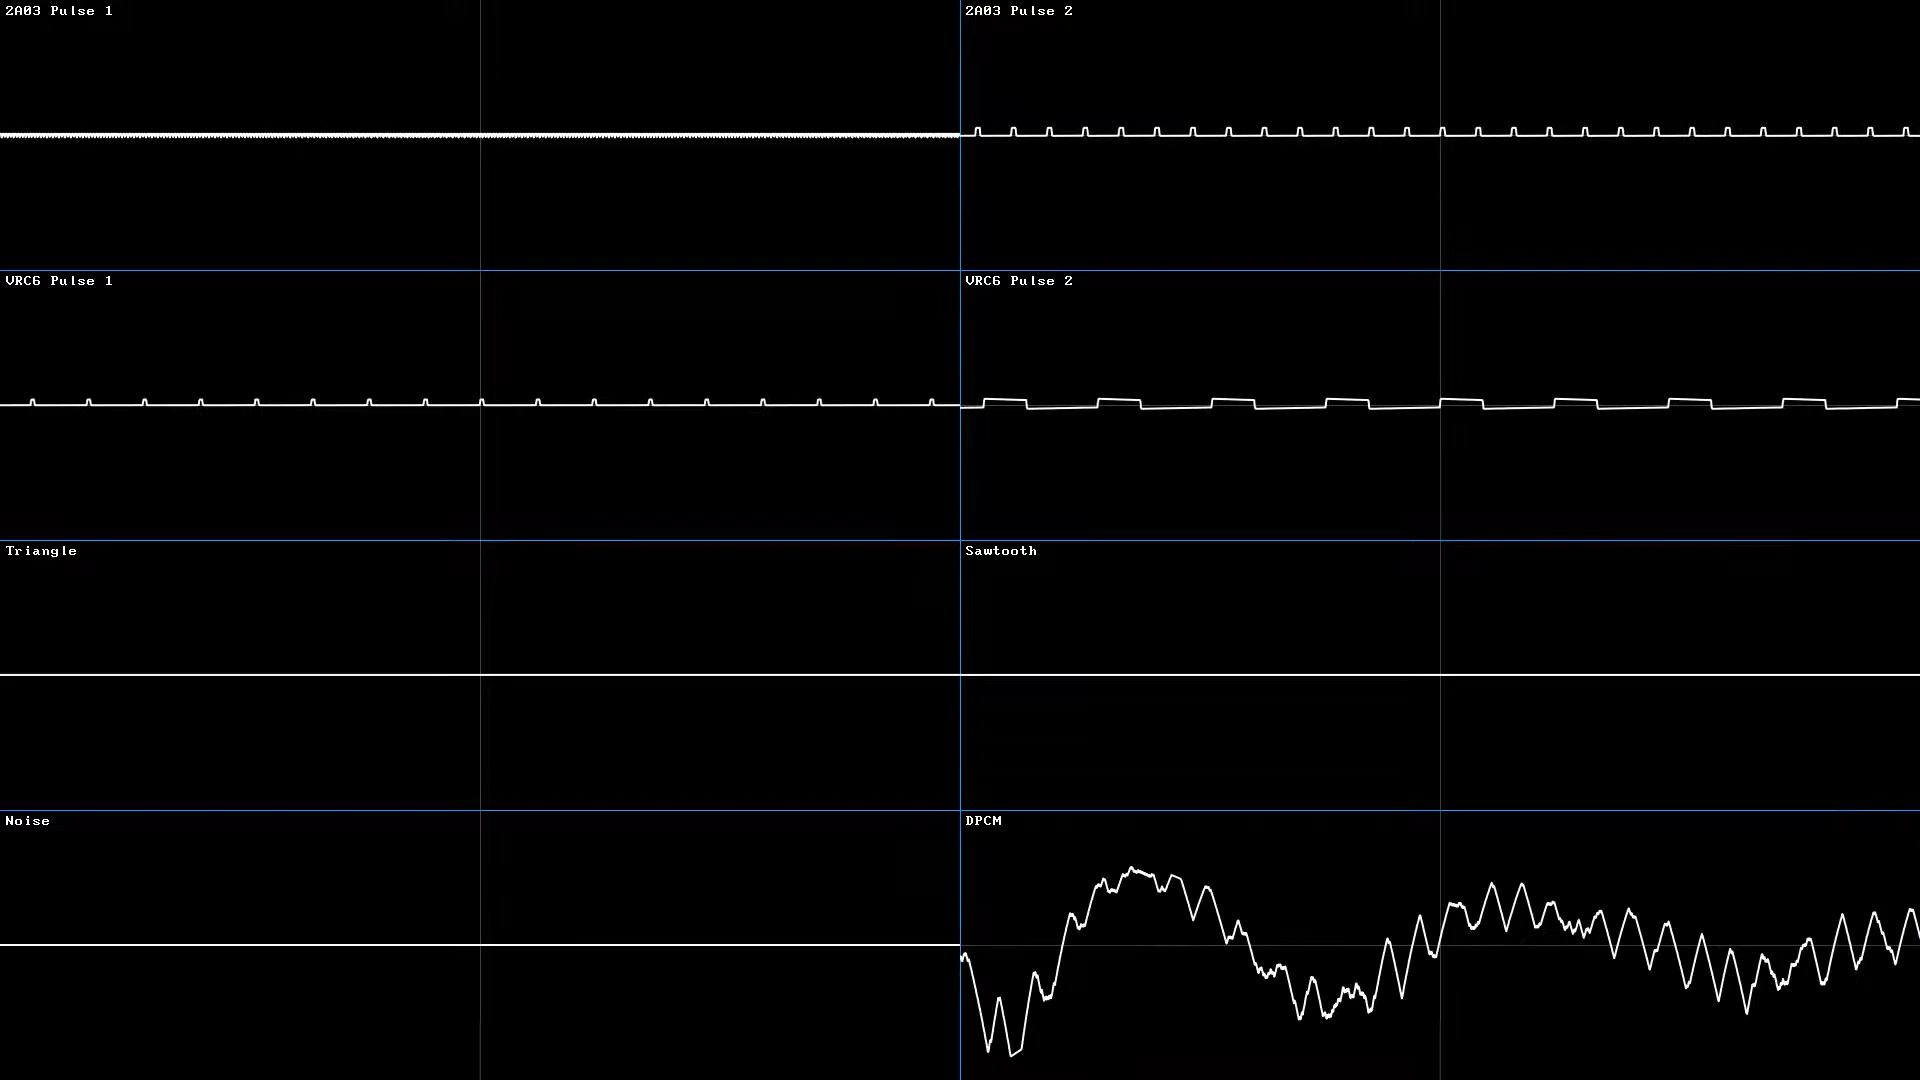 2A03 Pulse 1
2A03 Pulse 2
VRC6 Pulse 1
VRC6 Pulse 2
Triangle
Sawtooth
Noise
DPCM